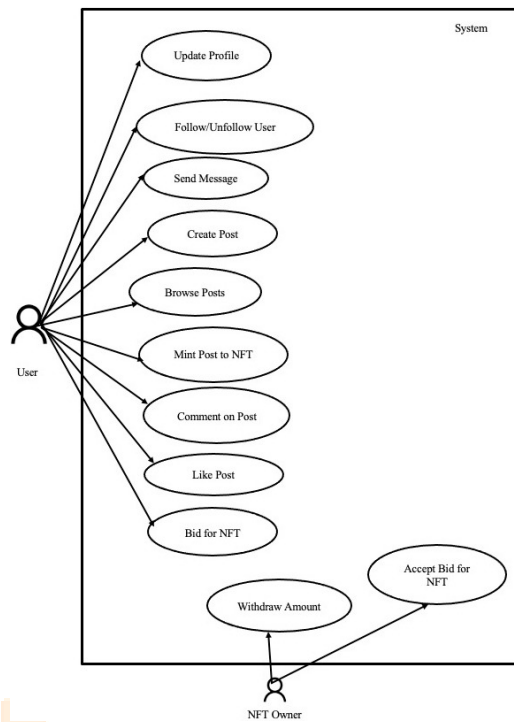 System
Update Profile
Follow/Unfollow User
Send Message
Create Post
Browse Posts
User
Mint Post to NFT
Comment on Post
Like Post
Bid for NFT
Accept Bid for
NFT
Withdraw Amount
NFT Owner